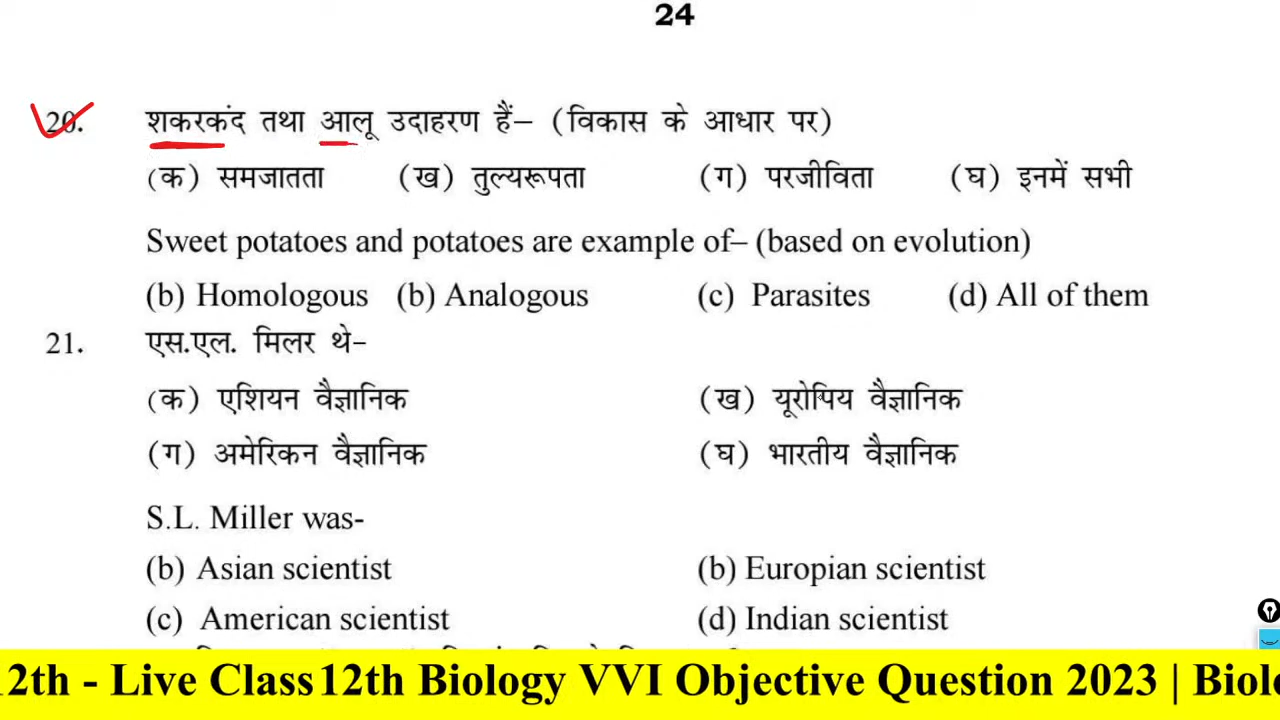 24
20. शकरकंद तथा आलू उदाहरण हैं– (विकास के आधार पर)
(क) समजातता (ख) तुल्यरूपता (ग) परजीविता (घ) इनमें सभी
Sweet potatoes and potatoes are example of– (based on evolution)
(b) Homologous (b) Analogous (c) Parasites (d) All of them
21. एस.एल. मिलर थे–
(क) एशियन वैज्ञानिक (ख) यूरोपिय वैज्ञानिक
(ग) अमेरिकन वैज्ञानिक (घ) भारतीय वैज्ञानिक
S.L. Miller was-
(b) Asian scientist (b) Europian scientist
(c) American scientist (d) Indian scientist
12th - Live Class 12th Biology VVI Objective Question 2023 |